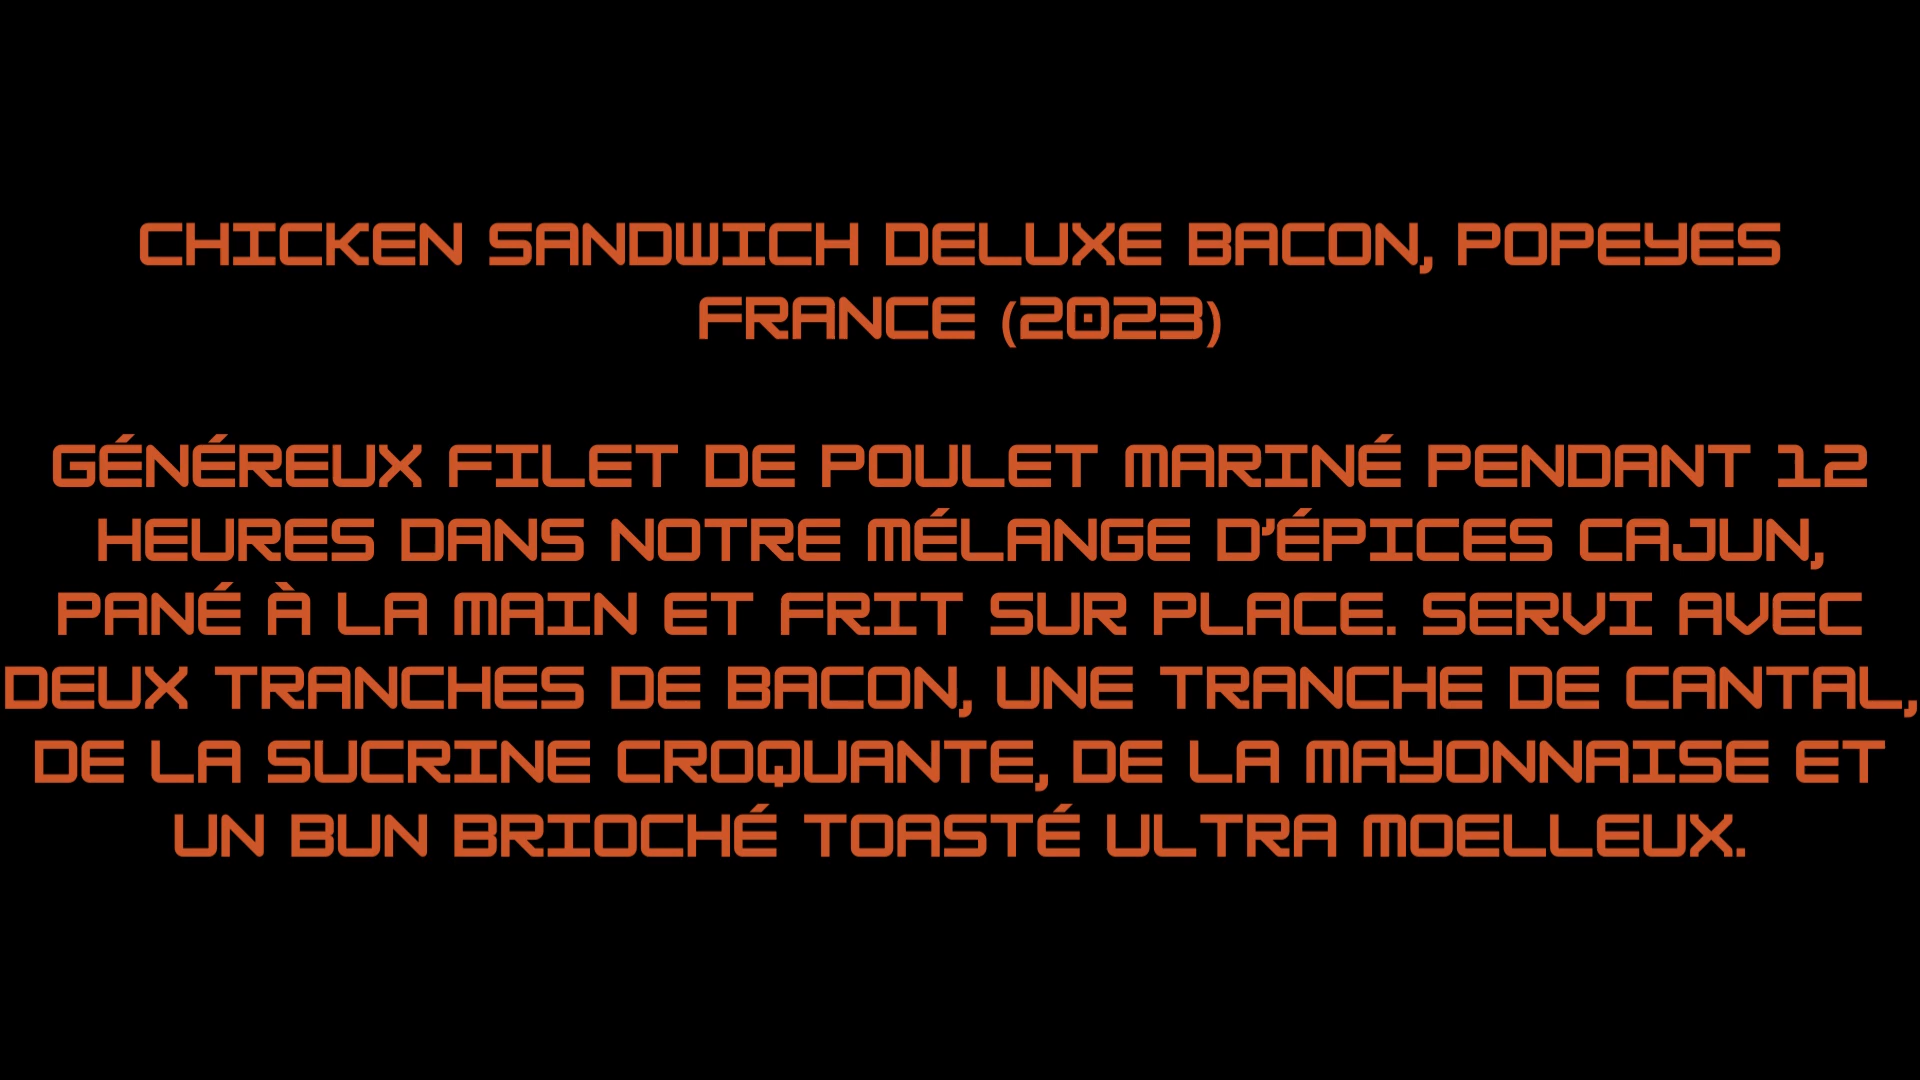 CHICKEN SANDWICH DELUXE BACON, POPEYES
FRANCE (2023)
GÉNÉREUX FILET DE POULET MARINÉ PENDANT 12
HEURES DANS NOTRE MÉLANGE D'ÉPICES CAJUN,
PANÉ À LA MAIN ET FRIT SUR PLACE. SERVI AVEC
DEUX TRANCHES DE BACON, UNE TRANCHE DE CANTAL,
DE LA SUCRINE CROQUANTE, DE LA MAYONNAISE ET
UN BUN BRIOCHÉ TOASTÉ ULTRA MOELLEUX.